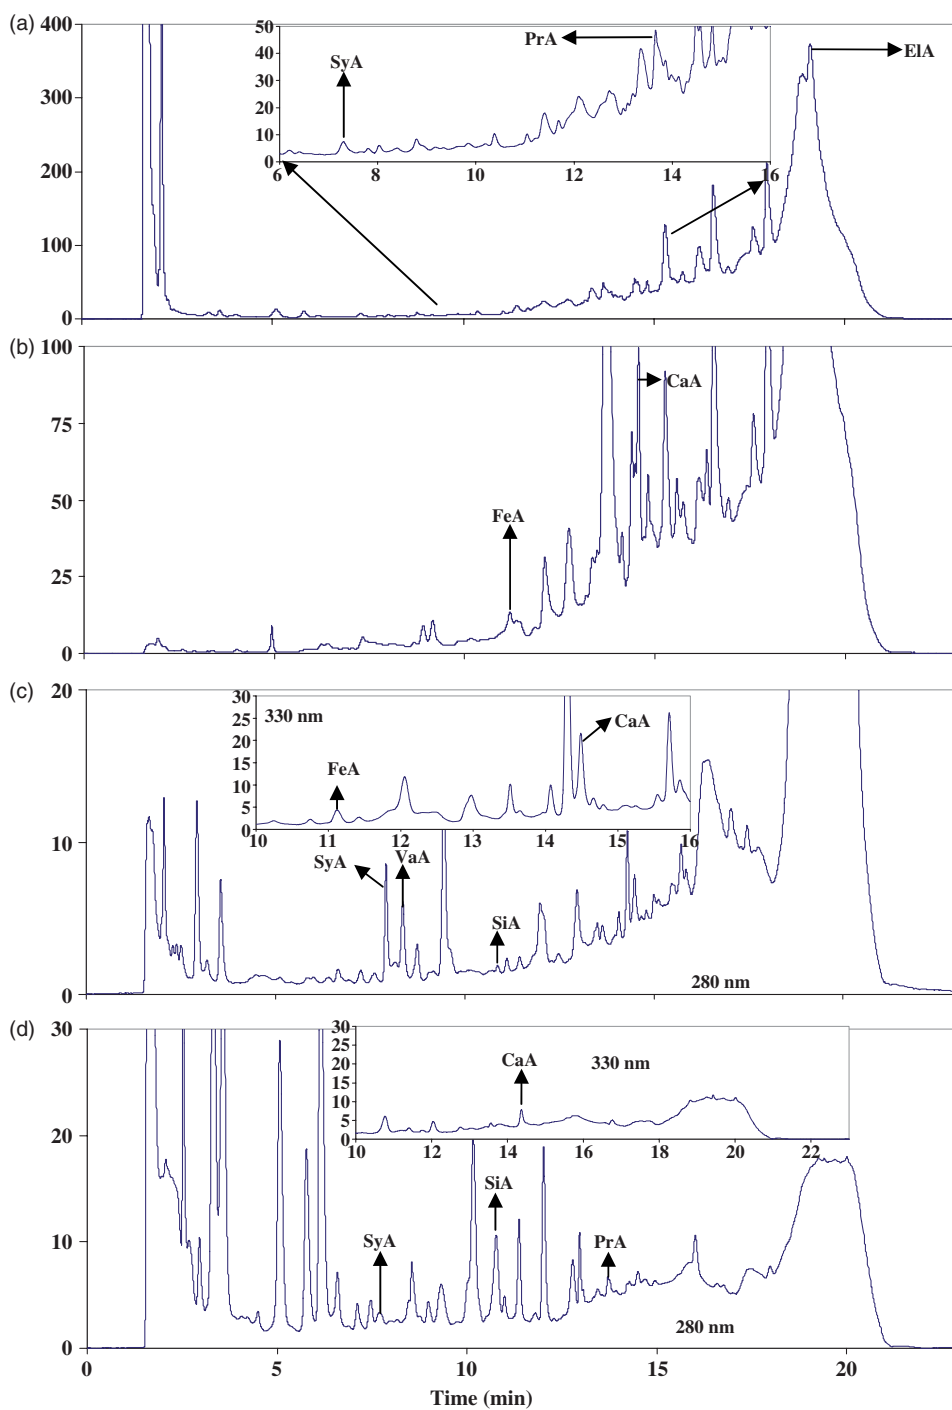 (a)
400
300
200
100
0
50
40
30
20
10
0
6 8 10 12 14 16
SyA
PrA
ElA
(b)
100
75
50
25
0
FeA
CaA
(c)
20
10
0
30
25
20
15
10
5
0
330 nm
10 11 12 13 14 15 16
FeA
CaA
SyA
VaA
SiA
280 nm
(d)
30
20
10
0
30
25
20
15
10
5
0
330 nm
10 12 14 16 18 20 22
CaA
SyA
SiA
PrA
280 nm
0 5 10 15 20
Time (min)